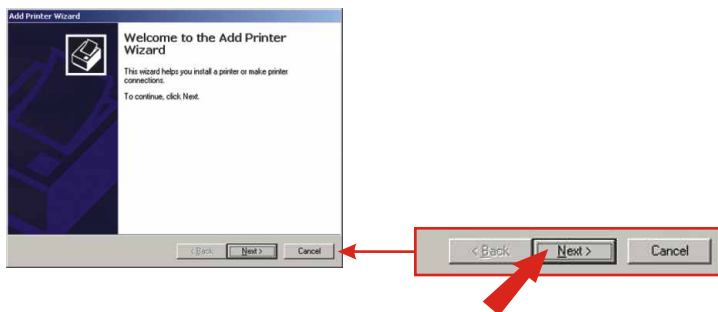 Add Printer Wizard
Welcome to the Add Printer
Wizard
This wizard helps you install a printer or make printer
connections.
To continue, click Next.
< Back
Next >
Cancel
< Back
Next >
Cancel